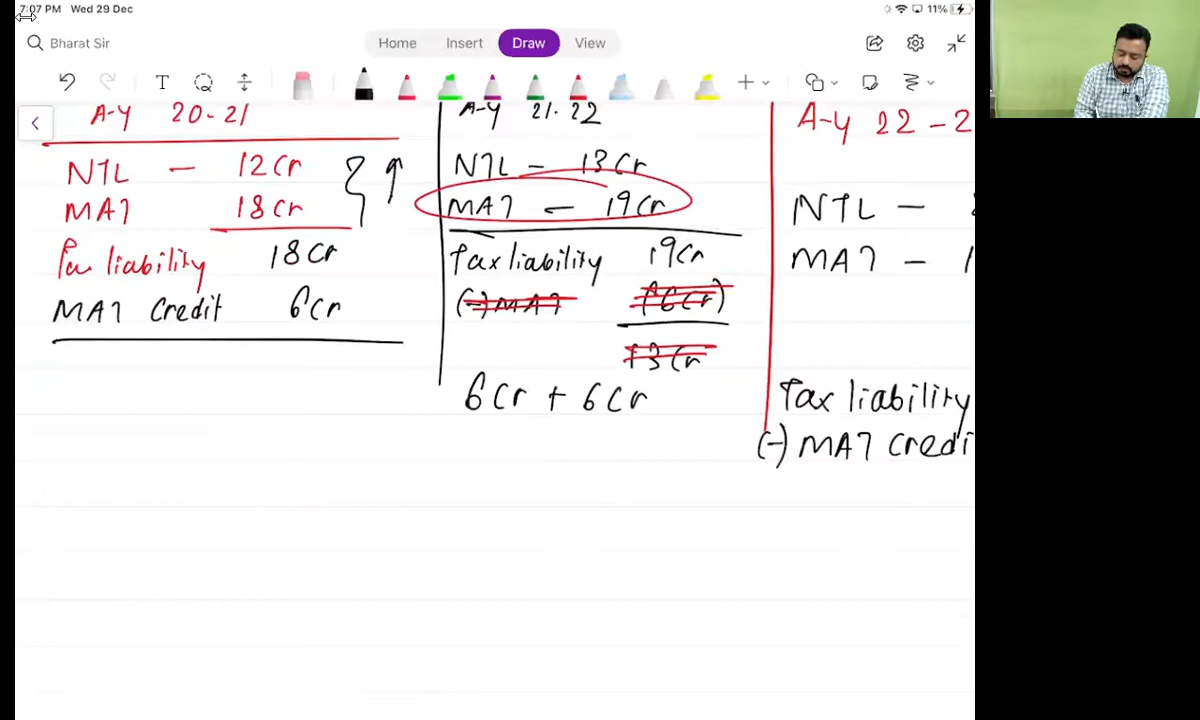 7:07 PM Wed 29 Dec
11%
Bharat Sir
Home Insert Draw View
A-Y 20-21
NTL - 12Cr
MAT 18Cr
Tax liability 18Cr
MAT Credit 6Cr
A-Y 21-22
NTL - 13Cr
MAT - 19Cr
Tax liability 19Cr
(-) MAT (6Cr)
13Cr
6Cr + 6Cr
A-Y 22-2
NTL -
MAT - 1
Tax liability
(-) MAT credi